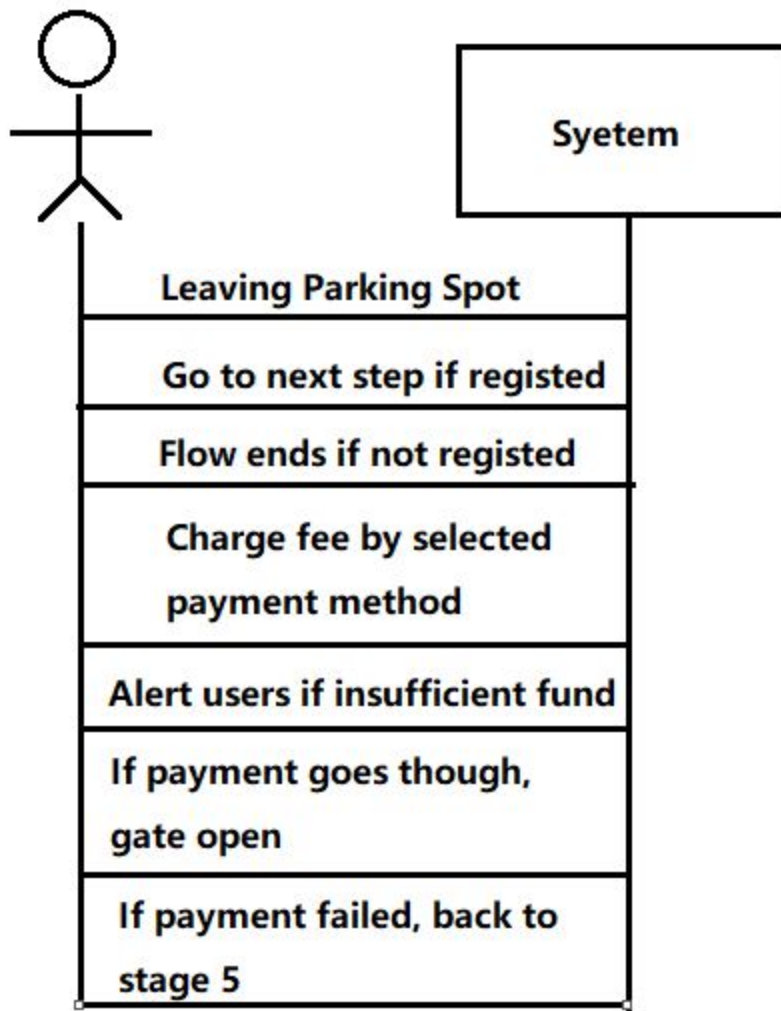 Syetem
Leaving Parking Spot
Go to next step if registed
Flow ends if not registed
Charge fee by selected
payment method
Alert users if insufficient fund
If payment goes though,
gate open
If payment failed, back to
stage 5